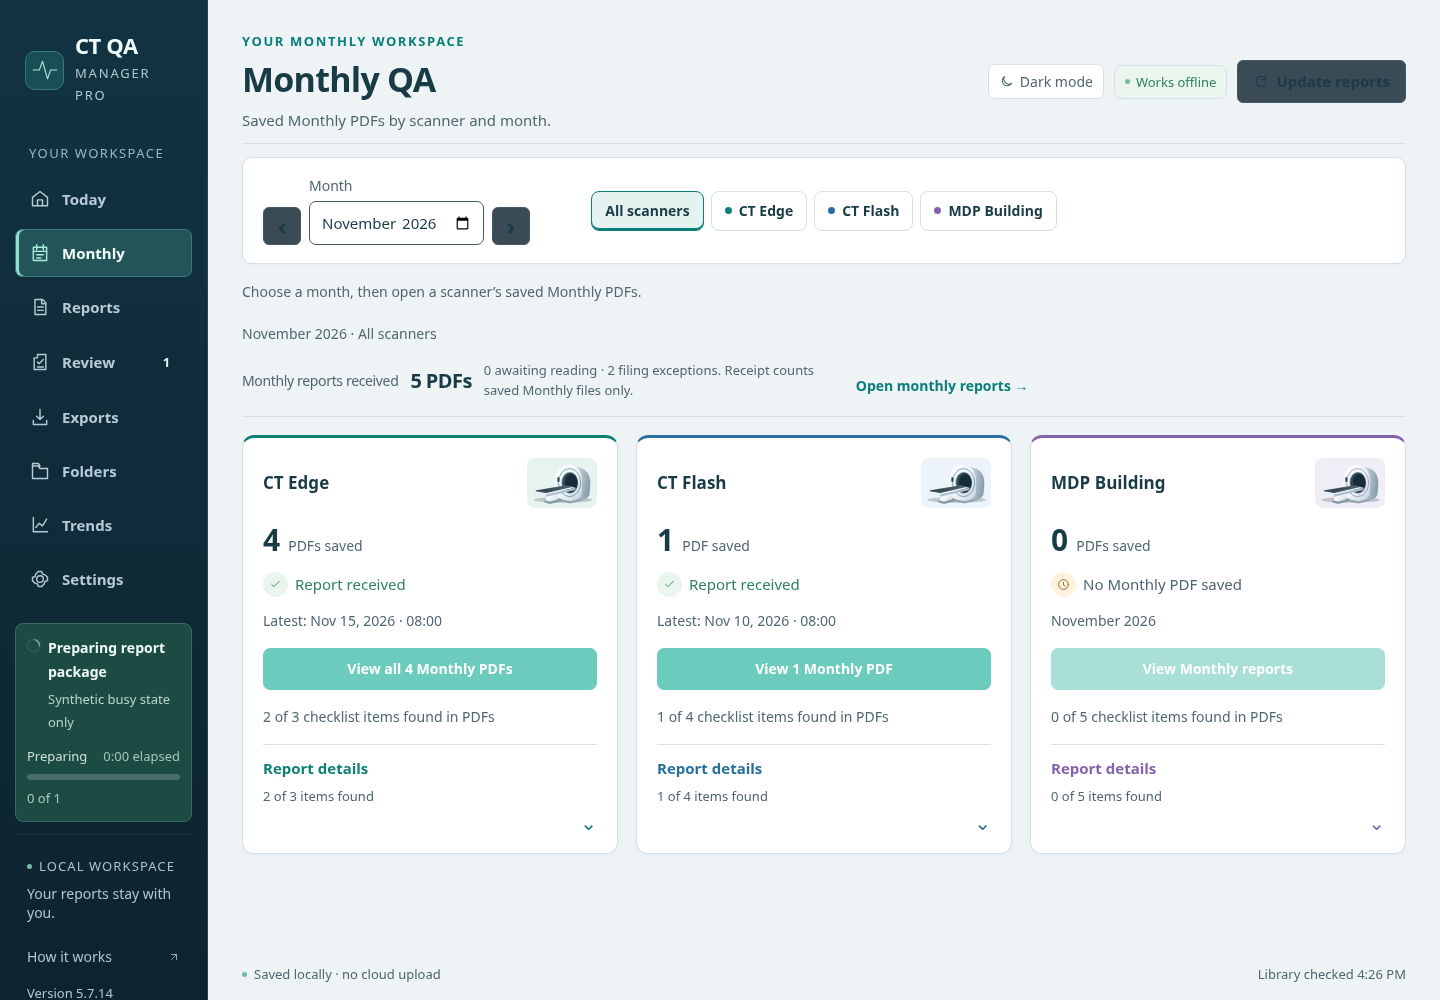 CT QA
MANAGER
PRO
YOUR WORKSPACE
Today
Monthly
Reports
Review 1
Exports
Folders
Trends
Settings
Preparing report
package
Synthetic busy state
only
Preparing 0:00 elapsed
0 of 1
LOCAL WORKSPACE
Your reports stay with
you.
How it works
Version 5.7.14
YOUR MONTHLY WORKSPACE
Monthly QA
Saved Monthly PDFs by scanner and month.
Dark mode
Works offline
Update reports
Month
‹ November 2026 ›
All scanners
CT Edge
CT Flash
MDP Building
Choose a month, then open a scanner’s saved Monthly PDFs.
November 2026 · All scanners
Monthly reports received 5 PDFs
0 awaiting reading · 2 filing exceptions. Receipt counts
saved Monthly files only.
Open monthly reports →
CT Edge
4 PDFs saved
Report received
Latest: Nov 15, 2026 · 08:00
View all 4 Monthly PDFs
2 of 3 checklist items found in PDFs
Report details
2 of 3 items found
CT Flash
1 PDF saved
Report received
Latest: Nov 10, 2026 · 08:00
View 1 Monthly PDF
1 of 4 checklist items found in PDFs
Report details
1 of 4 items found
MDP Building
0 PDFs saved
No Monthly PDF saved
November 2026
View Monthly reports
0 of 5 checklist items found in PDFs
Report details
0 of 5 items found
Saved locally · no cloud upload
Library checked 4:26 PM